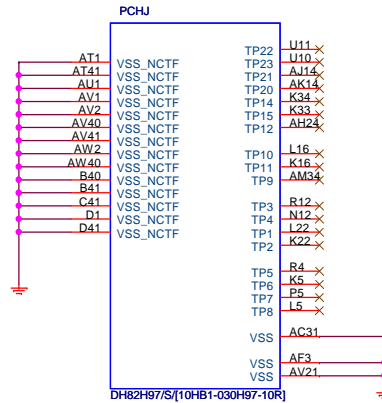 PCHJ
AT1 VSS_NCTF TP22 U11
AT41 VSS_NCTF TP23 U10
AU1 VSS_NCTF TP21 AJ14
AV1 VSS_NCTF TP20 AK14
AV2 VSS_NCTF TP14 K34
AV40 VSS_NCTF TP15 K33
AV41 VSS_NCTF TP12 AH24
AW2 VSS_NCTF TP10 L16
AW40 VSS_NCTF TP11 K16
B40 VSS_NCTF TP9 AM34
B41 VSS_NCTF
C41 VSS_NCTF TP3 R12
D1 VSS_NCTF TP4 N12
D41 VSS_NCTF TP1 L22
TP2 K22
TP5 R4
TP6 K5
TP7 P5
TP8 L5
VSS AC31
VSS AF3
VSS AV21
DH82H97/S/[10HB1-030H97-10R]